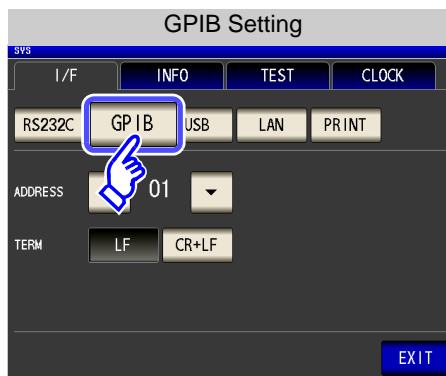 GPIB Setting
SYS
I/F INFO TEST CLOCK
RS232C GPIB USB LAN PRINT
ADDRESS 01
TERM LF CR+LF
EXIT